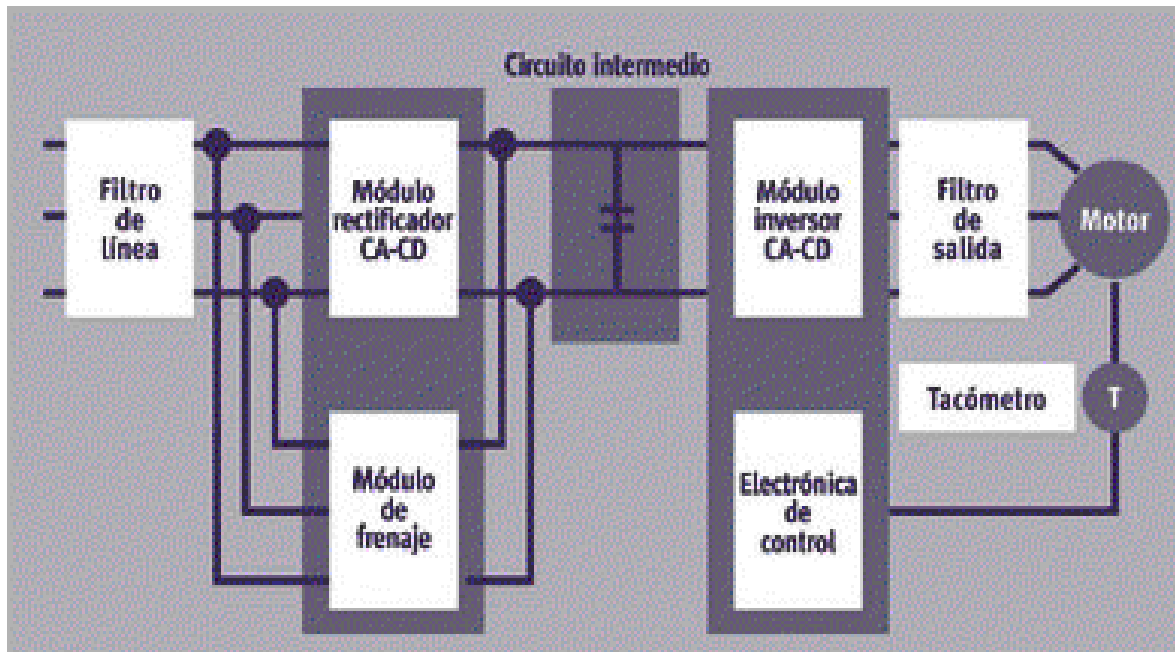 Circuito intermedio
Filtro
de
línea
Módulo
rectificador
CA-CD
Módulo
inversor
CA-CD
Filtro
de
salida
Motor
Tacómetro
T
Módulo
de
frenaje
Electrónica
de
control